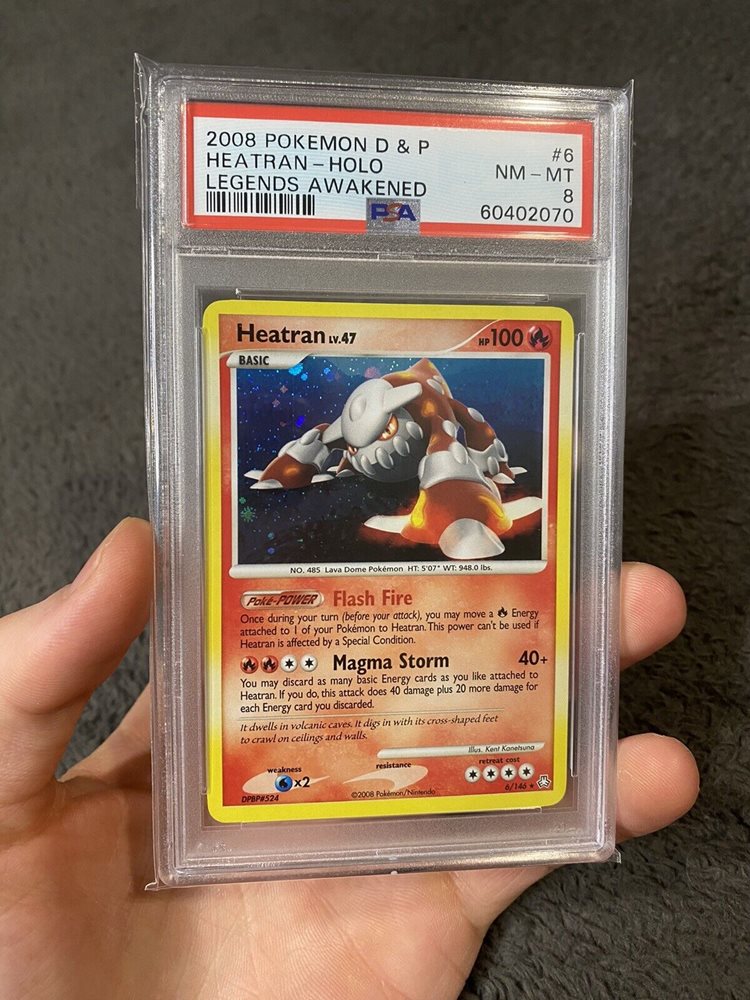 2008 POKEMON D & P #6
HEATRAN-HOLO NM-MT
LEGENDS AWAKENED 8
PSA 60402070
Heatran LV.47 HP 100
BASIC
NO. 485 Lava Dome Pokémon HT: 5'07" WT: 948.0 lbs.
Poké-POWER Flash Fire
Once during your turn (before your attack), you may move a Energy
attached to 1 of your Pokémon to Heatran. This power can't be used if
Heatran is affected by a Special Condition.
Magma Storm 40+
You may discard as many basic Energy cards as you like attached to
Heatran. If you do, this attack does 40 damage plus 20 more damage for
each Energy card you discarded.
It dwells in volcanic caves. It digs in with its cross-shaped feet
to crawl on ceilings and walls.
Illus. Kent Kanetsuna
weakness resistance retreat cost
x2
DPBP#524 ©2008 Pokémon/Nintendo 6/146 ★